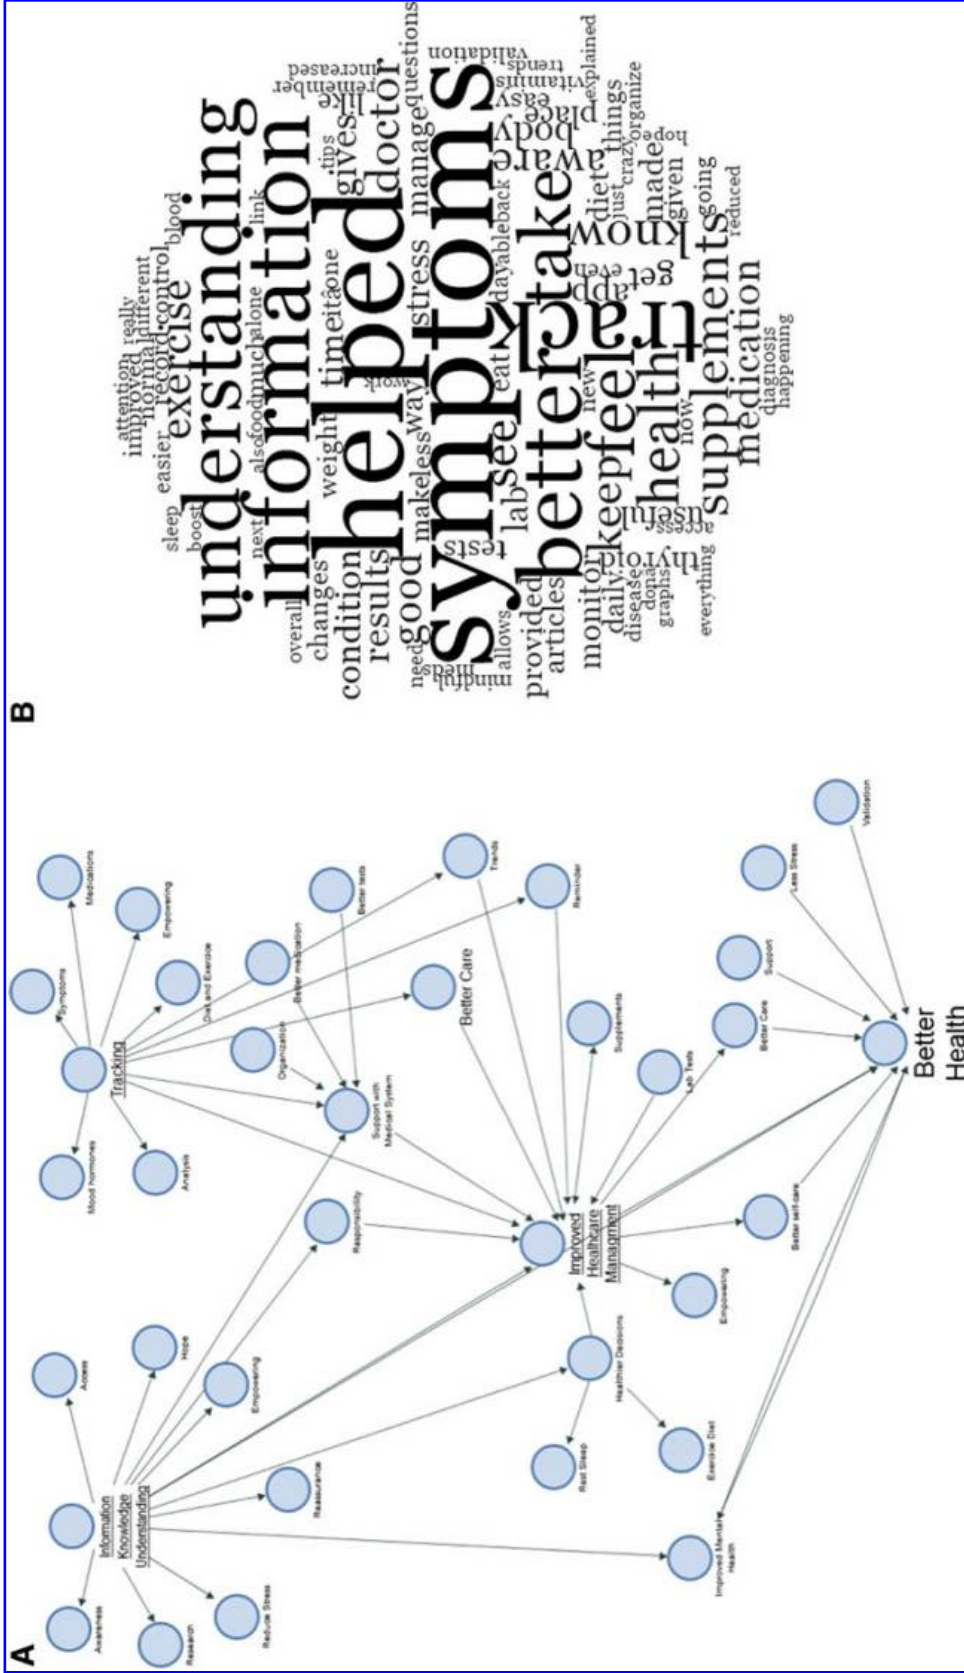 A
Information
Knowledge
Understanding
Awareness
Research
Reduce Stress
Access
Hope
Empowering
Reassurance
Tracking
Mood hormones
Analysis
Symptoms
Medications
Empowering
Diet and Exercise
Organization
Better medication
Better tests
Support with
Medical System
Responsibility
Better Care
Trends
Reminder
Improved
Healthcare
Managment
Supplements
Lab Tests
Better Care
Healthier Decisions
Rest Sleep
Exercise Diet
Empowering
Better self-care
Improved Mental
Health
Support
Less Stress
Validation
Better
Health
B
attention
really
improved
normal
different
record
control
blood
easier
exercise
sleep
boost
understanding
next
also
food
much
alone
link
information
overall
changes
weight
time
itâ
one
tips
gives
like
remember
increased
condition
results
helped
work
doctor
good
make
less
way
stress
manage
questions
need
meds
mindful
symptoms
validation
trends
vitamins
explained
tests
allows
lab
see
eat
day
able
back
aware
body
easy
place
provided
articles
better
take
track
monitor
keep
feel
new
app
even
get
know
diet
just
things
crazy
organize
hope
daily
disease
dona
graphs
thyroid
useful
access
health
now
made
given
going
reduced
everything
supplements
medication
diagnosis
happening